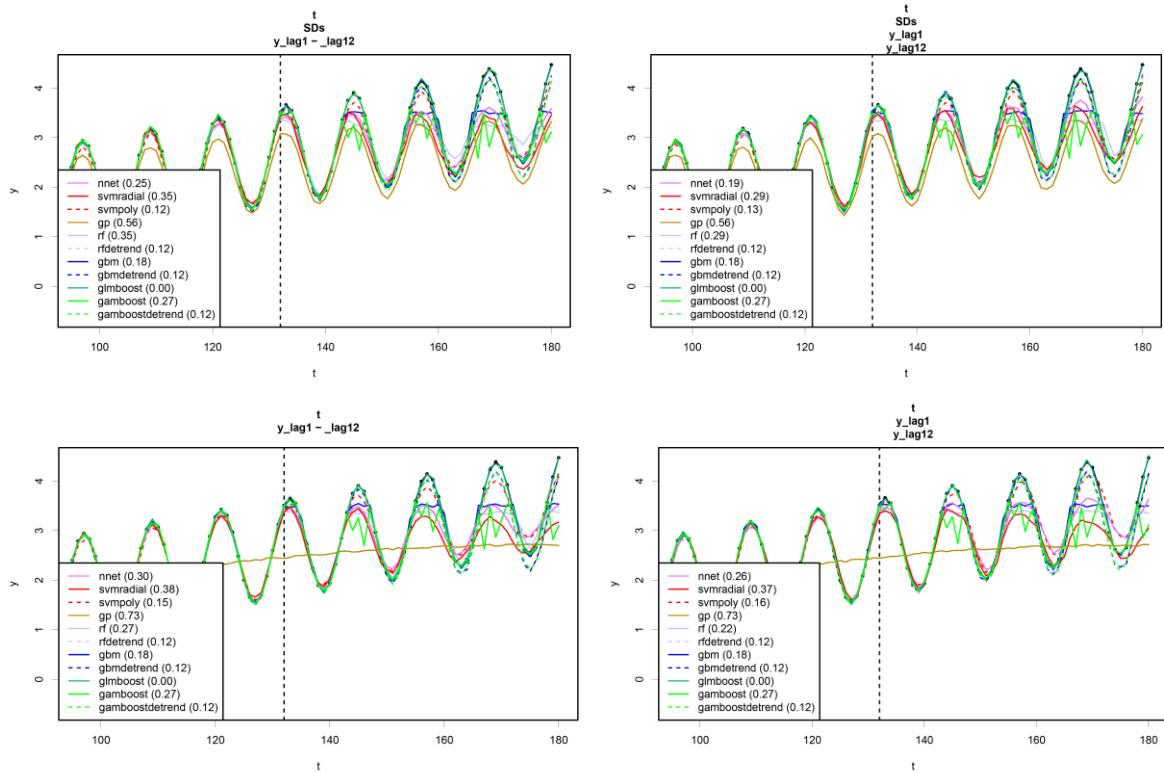 t
SDs
y_lag1 − _lag12
y
4
3
2
1
0
nnet (0.25)
svmradial (0.35)
svmpoly (0.12)
gp (0.56)
rf (0.35)
rfdetrend (0.12)
gbm (0.18)
gbmdetrend (0.12)
glmboost (0.00)
gamboost (0.27)
gamboostdetrend (0.12)
100 120 140 160 180
t
t
SDs
y_lag1
y_lag12
y
4
3
2
1
0
nnet (0.19)
svmradial (0.29)
svmpoly (0.13)
gp (0.56)
rf (0.29)
rfdetrend (0.12)
gbm (0.18)
gbmdetrend (0.12)
glmboost (0.00)
gamboost (0.27)
gamboostdetrend (0.12)
100 120 140 160 180
t
t
y_lag1 − _lag12
y
4
3
2
1
0
nnet (0.30)
svmradial (0.38)
svmpoly (0.15)
gp (0.73)
rf (0.27)
rfdetrend (0.12)
gbm (0.18)
gbmdetrend (0.12)
glmboost (0.00)
gamboost (0.27)
gamboostdetrend (0.12)
100 120 140 160 180
t
t
y_lag1
y_lag12
y
4
3
2
1
0
nnet (0.26)
svmradial (0.37)
svmpoly (0.16)
gp (0.73)
rf (0.22)
rfdetrend (0.12)
gbm (0.18)
gbmdetrend (0.12)
glmboost (0.00)
gamboost (0.27)
gamboostdetrend (0.12)
100 120 140 160 180
t